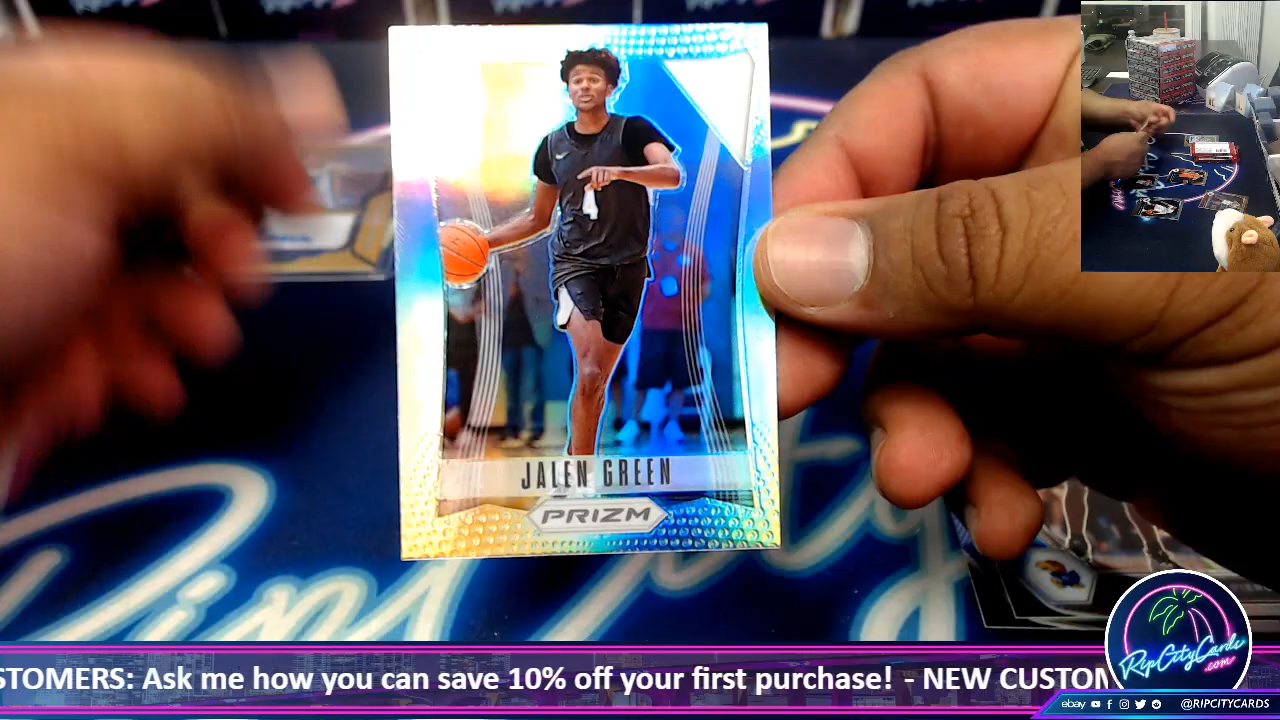 4
JALEN GREEN
PRIZM
STOMERS: Ask me how you can save 10% off your first purchase! - NEW CUSTOM
RipCityCards
.com
ebay
@RIPCITYCARDS